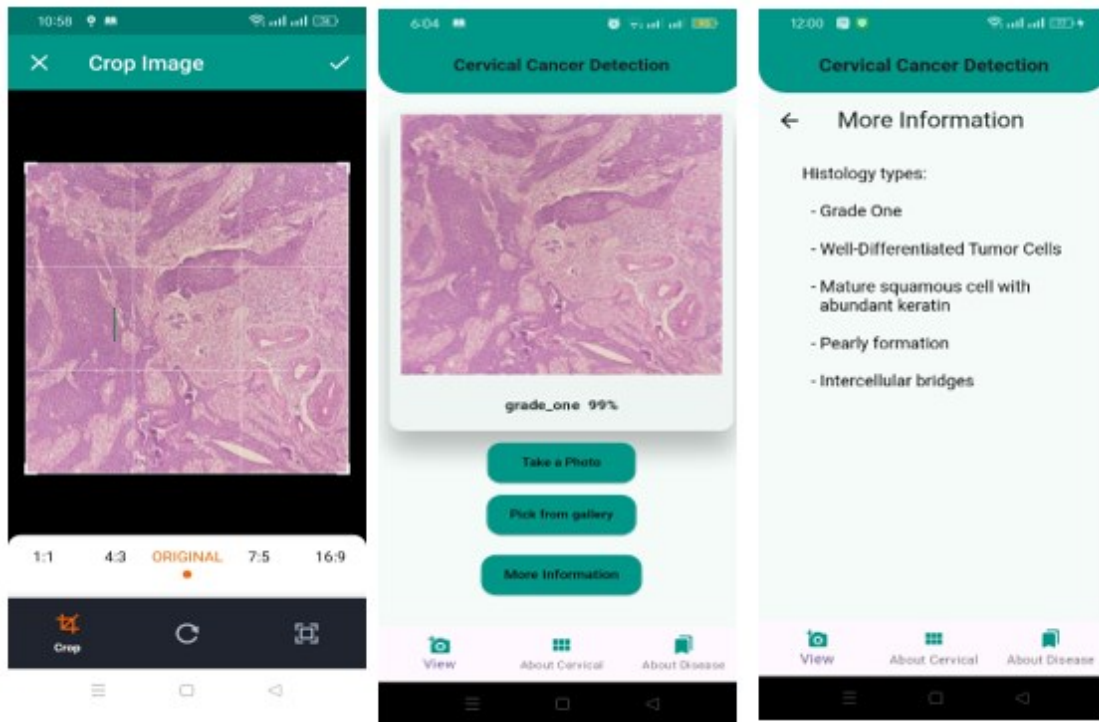 10:58
Crop Image
1:1 4:3 ORIGINAL 7:5 16:9
Crop
6:04
Cervical Cancer Detection
grade_one 99%
Take a Photo
Pick from gallery
More Information
View About Cervical About Disease
12:00
Cervical Cancer Detection
More Information
Histology types:
- Grade One
- Well-Differentiated Tumor Cells
- Mature squamous cell with
abundant keratin
- Pearly formation
- Intercellular bridges
View About Cervical About Disease